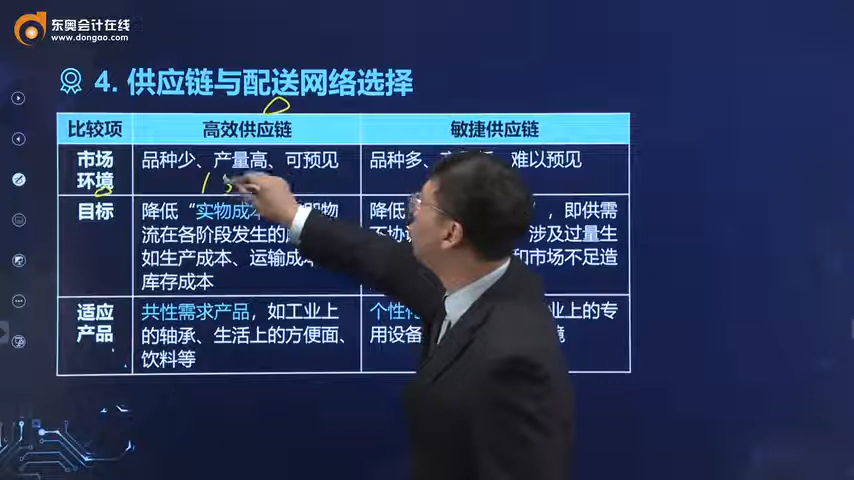 东奥会计在线
www.dongao.com
4. 供应链与配送网络选择
比较项 高效供应链 敏捷供应链
市场
环境
品种少、产量高、可预见
品种多、 难以预见
目标
降低“实物成本 即物
流在各阶段发生的
如生产成本、运输成
库存成本
降低 ”，即供需
不协 涉及过量生
和市场不足造
适应
产品
共性需求产品，如工业上
的轴承、生活上的方便面、
饮料等
个性 业上的专
用设备